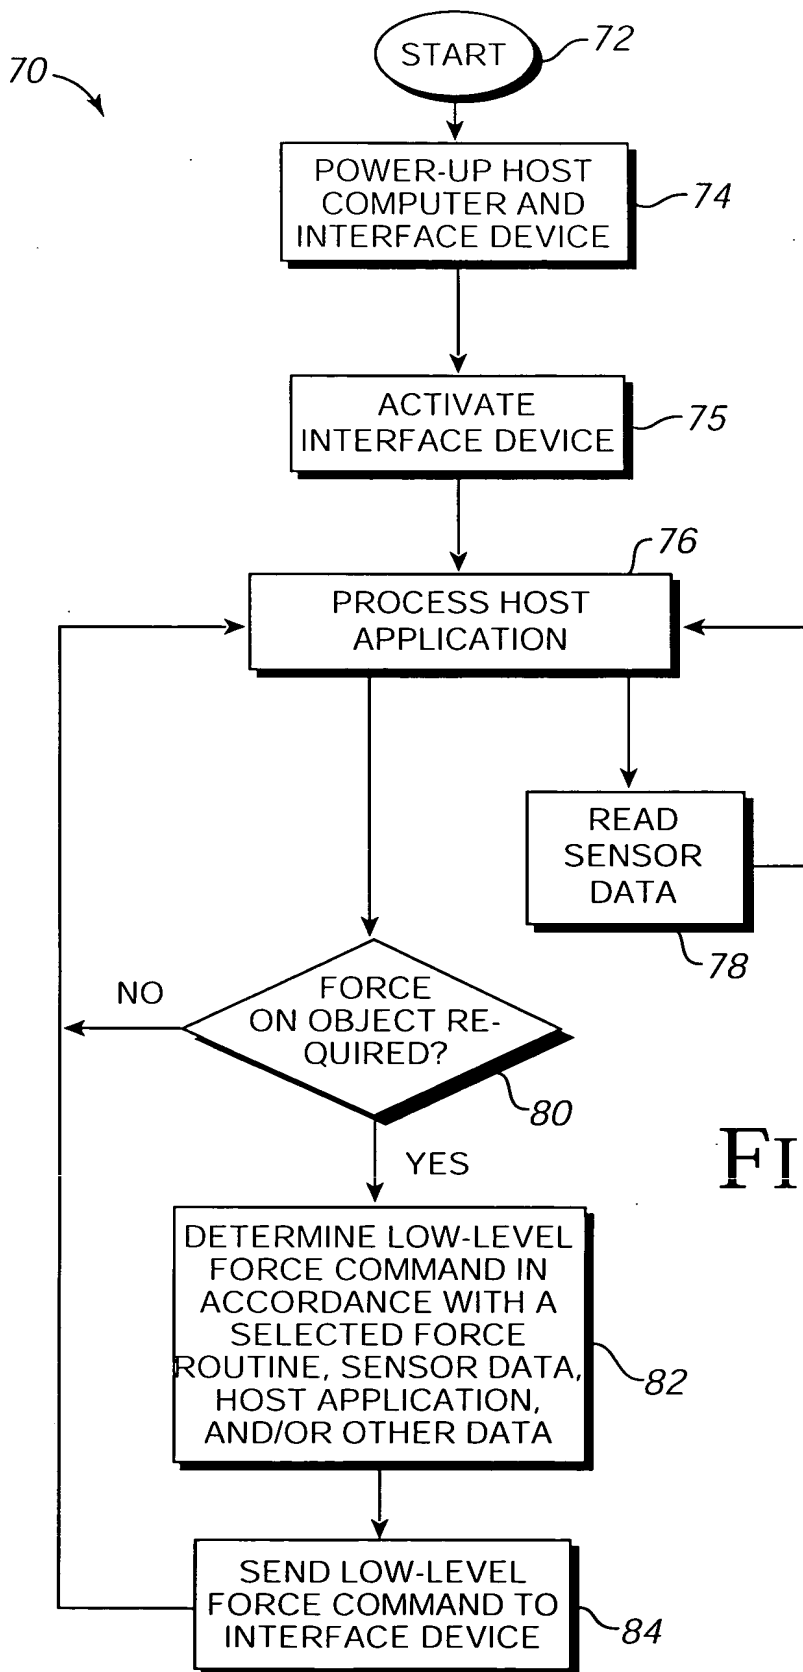 70
START
72
POWER-UP HOST
COMPUTER AND
INTERFACE DEVICE
74
ACTIVATE
INTERFACE DEVICE
75
76
PROCESS HOST
APPLICATION
READ
SENSOR
DATA
78
NO
FORCE
ON OBJECT RE-
QUIRED?
80
YES
FI
DETERMINE LOW-LEVEL
FORCE COMMAND IN
ACCORDANCE WITH A
SELECTED FORCE
ROUTINE, SENSOR DATA,
HOST APPLICATION,
AND/OR OTHER DATA
82
SEND LOW-LEVEL
FORCE COMMAND TO
INTERFACE DEVICE
84